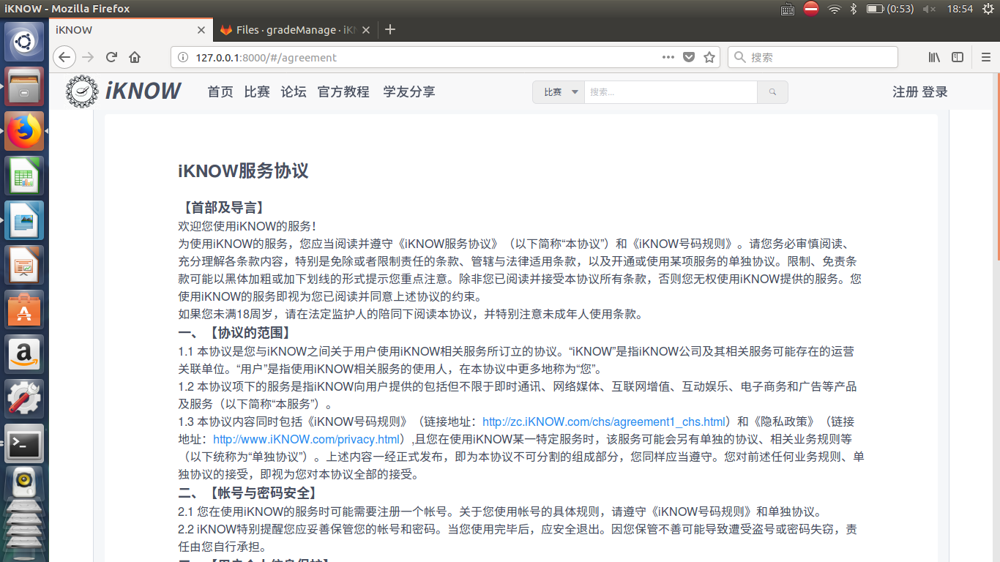 iKNOW - Mozilla Firefox
(0:53)
18:54
iKNOW
Files · gradeManage · iKN
127.0.0.1:8000/#/agreement
搜索
iKNOW
首页 比赛 论坛 官方教程 学友分享
比赛
搜索...
注册 登录
iKNOW服务协议
【首部及导言】
欢迎您使用iKNOW的服务！
为使用iKNOW的服务，您应当阅读并遵守《iKNOW服务协议》（以下简称“本协议”）和《iKNOW号码规则》。请您务必审慎阅读、
充分理解各条款内容，特别是免除或者限制责任的条款、管辖与法律适用条款，以及开通或使用某项服务的单独协议。限制、免责条
款可能以黑体加粗或加下划线的形式提示您重点注意。除非您已阅读并接受本协议所有条款，否则您无权使用iKNOW提供的服务。您
使用iKNOW的服务即视为您已阅读并同意上述协议的约束。
如果您未满18周岁，请在法定监护人的陪同下阅读本协议，并特别注意未成年人使用条款。
一、【协议的范围】
1.1 本协议是您与iKNOW之间关于用户使用iKNOW相关服务所订立的协议。“iKNOW”是指iKNOW公司及其相关服务可能存在的运营
关联单位。“用户”是指使用iKNOW相关服务的使用人，在本协议中更多地称为“您”。
1.2 本协议项下的服务是指iKNOW向用户提供的包括但不限于即时通讯、网络媒体、互联网增值、互动娱乐、电子商务和广告等产品
及服务（以下简称“本服务”）。
1.3 本协议内容同时包括《iKNOW号码规则》（链接地址：http://zc.iKNOW.com/chs/agreement1_chs.html）和《隐私政策》（链接
地址：http://www.iKNOW.com/privacy.html）,且您在使用iKNOW某一特定服务时，该服务可能会另有单独的协议、相关业务规则等
（以下统称为“单独协议”）。上述内容一经正式发布，即为本协议不可分割的组成部分，您同样应当遵守。您对前述任何业务规则、单
独协议的接受，即视为您对本协议全部的接受。
二、【帐号与密码安全】
2.1 您在使用iKNOW的服务时可能需要注册一个帐号。关于您使用帐号的具体规则，请遵守《iKNOW号码规则》和单独协议。
2.2 iKNOW特别提醒您应妥善保管您的帐号和密码。当您使用完毕后，应安全退出。因您保管不善可能导致遭受盗号或密码失窃，责
任由您自行承担。
三、【用户个人信息保护】